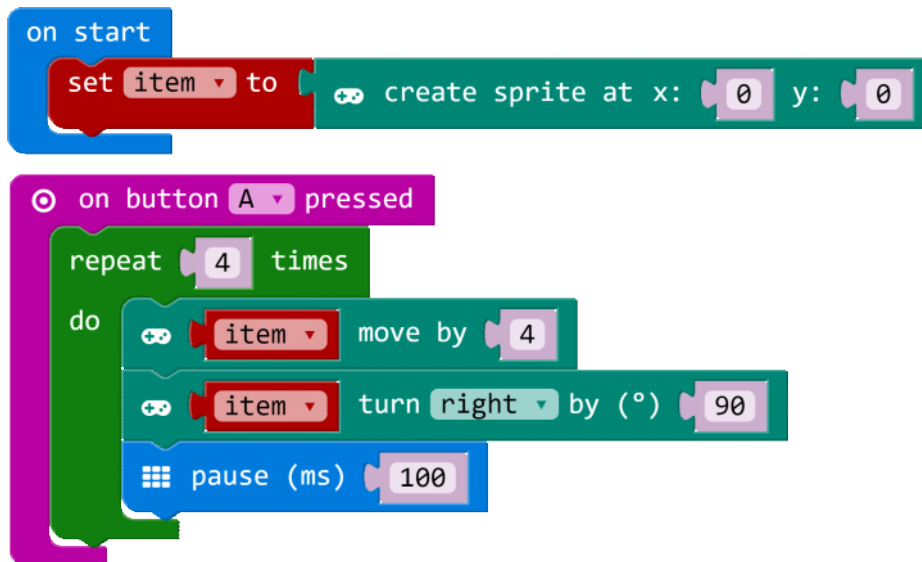 on start
set item to create sprite at x: 0 y: 0
on button A pressed
repeat 4 times
do item move by 4
item turn right by (°) 90
pause (ms) 100